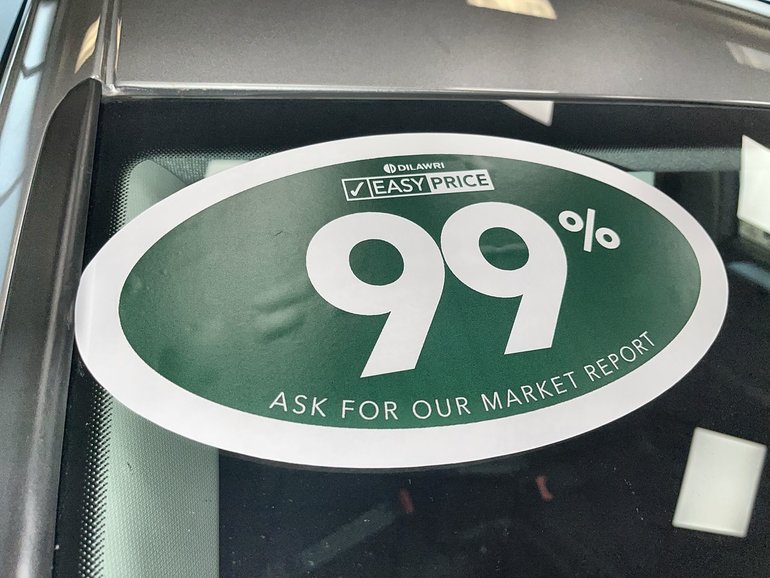 DILAWRI
✓ EASY PRICE
99%
ASK FOR OUR MARKET REPORT